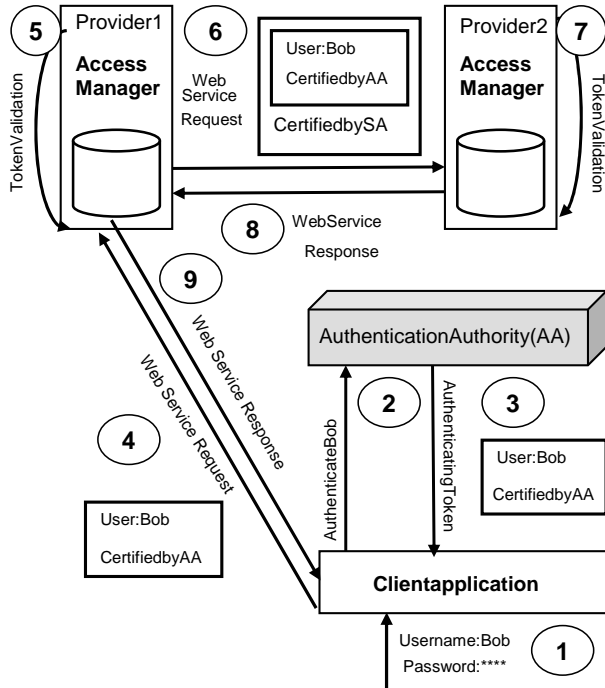 5
Provider1
Access
Manager
TokenValidation
6
Web
Service
Request
User:Bob
CertifiedbyAA
CertifiedbySA
Provider2
Access
Manager
7
TokenValidation
8
WebService
Response
9
Web Service Response
Web Service Request
4
User:Bob
CertifiedbyAA
AuthenticationAuthority(AA)
2
AuthenticateBob
AuthenticatingToken
3
User:Bob
CertifiedbyAA
Clientapplication
Username:Bob
Password:****
1